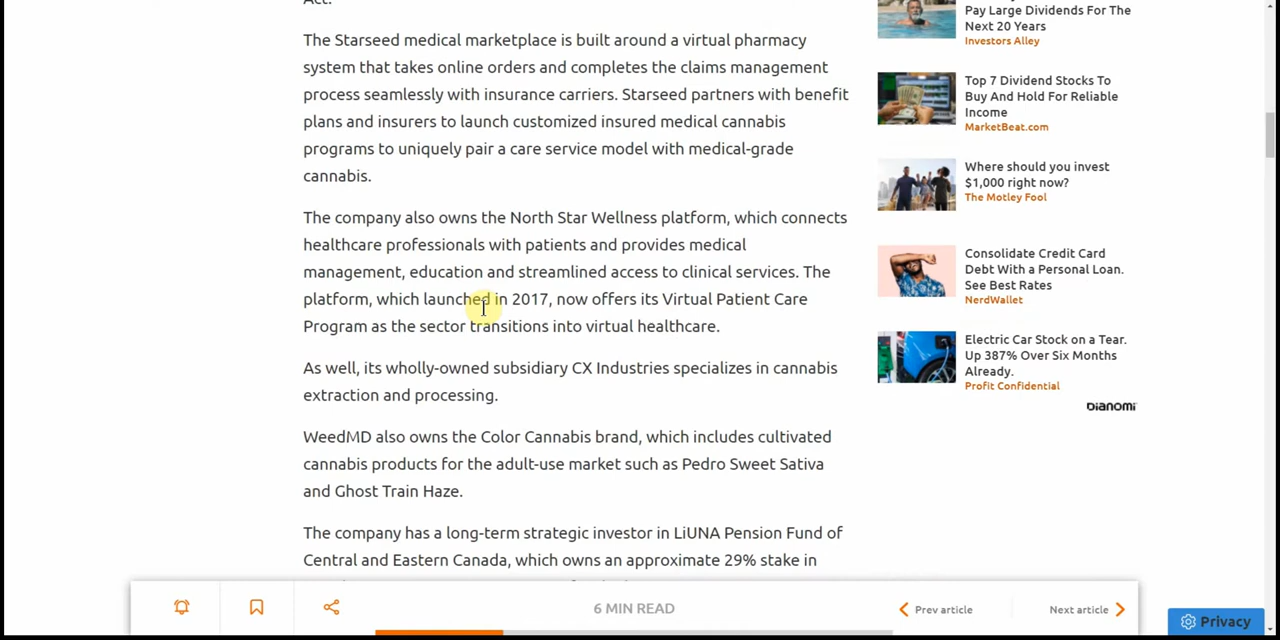 Act.
The Starseed medical marketplace is built around a virtual pharmacy
system that takes online orders and completes the claims management
process seamlessly with insurance carriers. Starseed partners with benefit
plans and insurers to launch customized insured medical cannabis
programs to uniquely pair a care service model with medical-grade
cannabis.
The company also owns the North Star Wellness platform, which connects
healthcare professionals with patients and provides medical
management, education and streamlined access to clinical services. The
platform, which launched in 2017, now offers its Virtual Patient Care
Program as the sector transitions into virtual healthcare.
As well, its wholly-owned subsidiary CX Industries specializes in cannabis
extraction and processing.
WeedMD also owns the Color Cannabis brand, which includes cultivated
cannabis products for the adult-use market such as Pedro Sweet Sativa
and Ghost Train Haze.
The company has a long-term strategic investor in LiUNA Pension Fund of
Central and Eastern Canada, which owns an approximate 29% stake in
Pay Large Dividends For The
Next 20 Years
Investors Alley
Top 7 Dividend Stocks To
Buy And Hold For Reliable
Income
MarketBeat.com
Where should you invest
$1,000 right now?
The Motley Fool
Consolidate Credit Card
Debt With a Personal Loan.
See Best Rates
NerdWallet
Electric Car Stock on a Tear.
Up 387% Over Six Months
Already.
Profit Confidential
DIANOMI
6 MIN READ
Prev article
Next article
Privacy